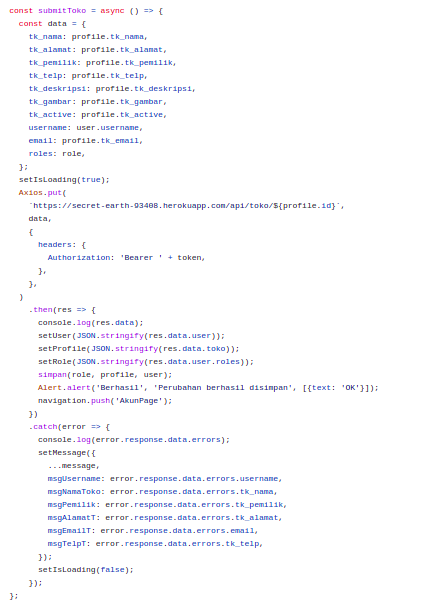 const submitToko = async () => {
const data = {
tk_nama: profile.tk_nama,
tk_alamat: profile.tk_alamat,
tk_pemilik: profile.tk_pemilik,
tk_telp: profile.tk_telp,
tk_deskripsi: profile.tk_deskripsi,
tk_gambar: profile.tk_gambar,
tk_active: profile.tk_active,
username: user.username,
email: profile.tk_email,
roles: role,
};
setIsLoading(true);
Axios.put(
`https://secret-earth-93408.herokuapp.com/api/toko/${profile.id}`,
data,
{
headers: {
Authorization: 'Bearer ' + token,
},
},
)
.then(res => {
console.log(res.data);
setUser(JSON.stringify(res.data.user));
setProfile(JSON.stringify(res.data.toko));
setRole(JSON.stringify(res.data.user.roles));
simpan(role, profile, user);
Alert.alert('Berhasil', 'Perubahan berhasil disimpan', [{text: 'OK'}]);
navigation.push('AkunPage');
})
.catch(error => {
console.log(error.response.data.errors);
setMessage({
...message,
msgUsername: error.response.data.errors.username,
msgNamaToko: error.response.data.errors.tk_nama,
msgPemilik: error.response.data.errors.tk_pemilik,
msgAlamatT: error.response.data.errors.tk_alamat,
msgEmailT: error.response.data.errors.email,
msgTelpT: error.response.data.errors.tk_telp,
});
setIsLoading(false);
});
};